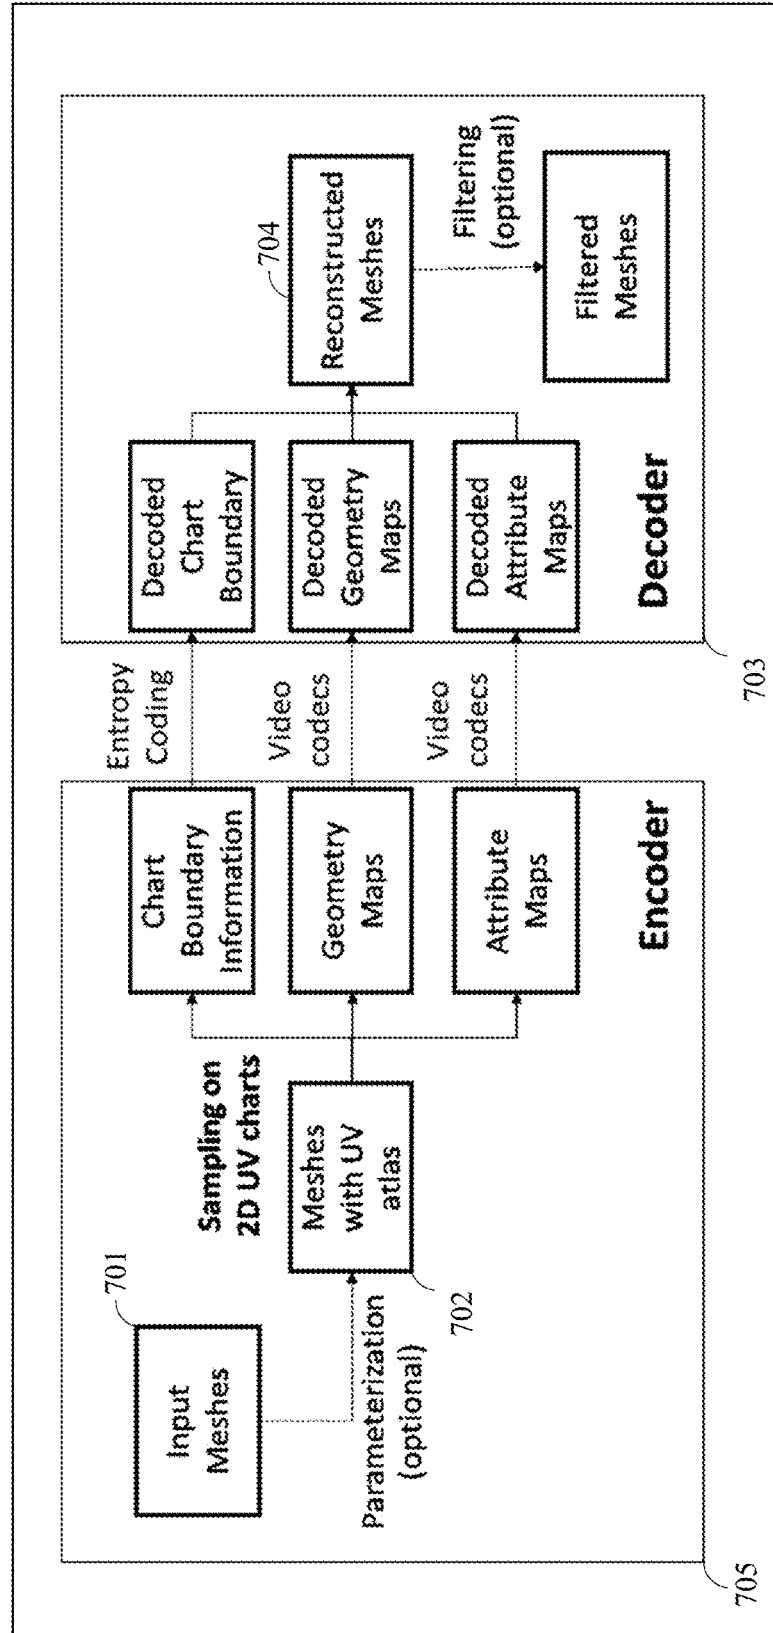 701
Input
Meshes
Parameterization
(optional)
Sampling on
2D UV charts
Meshes
with UV
atlas
702
Chart
Boundary
Information
Geometry
Maps
Attribute
Maps
Encoder
705
Entropy
Coding
Video
codecs
Video
codecs
Decoded
Chart
Boundary
Decoded
Geometry
Maps
Decoded
Attribute
Maps
704
Reconstructed
Meshes
Filtering
(optional)
Filtered
Meshes
Decoder
703